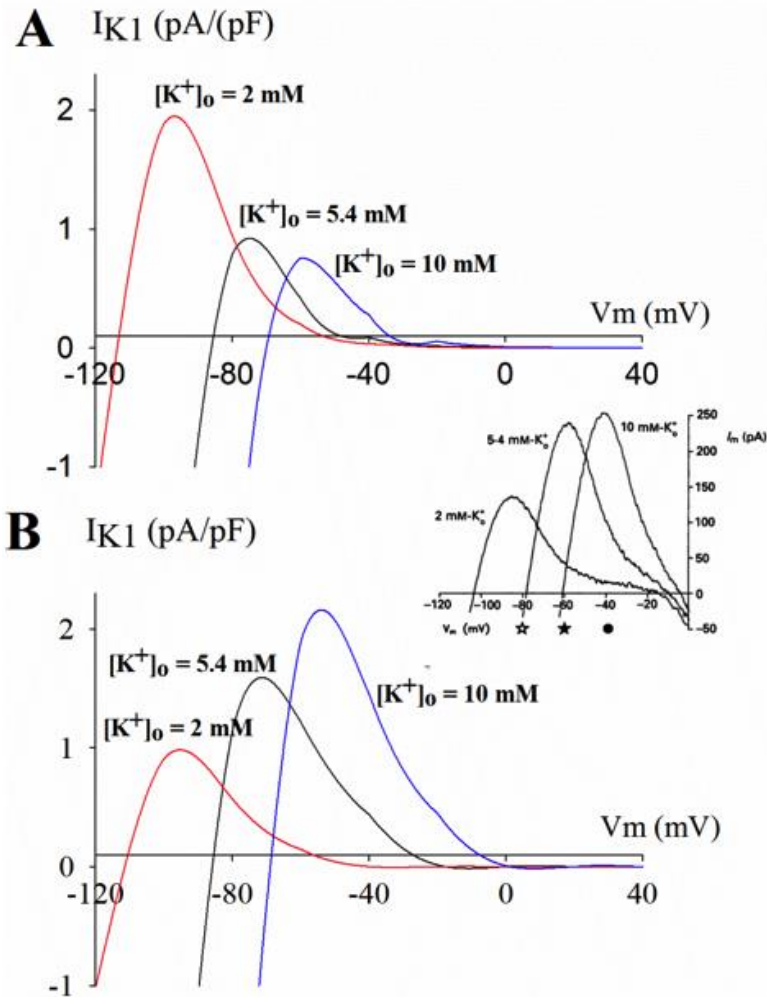 A
I K1 (pA/(pF)
[K+]o = 2 mM
2
[K+]o = 5.4 mM
1
[K+]o = 10 mM
Vm (mV)
0
-120 -80 -40 0 40
-1
250
10 mM-K+o
Im (pA)
5·4 mM-K+o
200
150
2 mM-K+o
100
50
0
-120 -100 -80 -60 -40 -20
-50
Vm (mV)
B
I K1 (pA/pF)
2
[K+]o = 5.4 mM
[K+]o = 10 mM
[K+]o = 2 mM
1
Vm (mV)
0
-120 -80 -40 0 40
-1